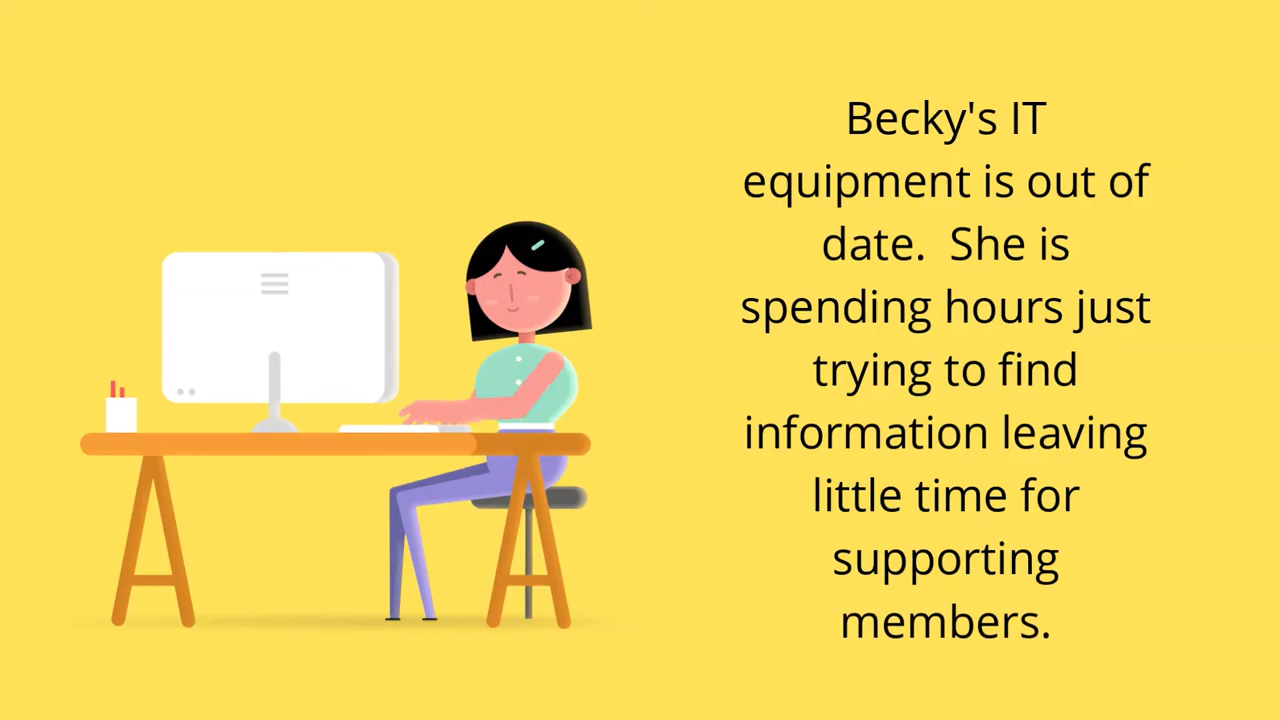 Becky's IT
equipment is out of
date.  She is
spending hours just
trying to find
information leaving
little time for
supporting
members.